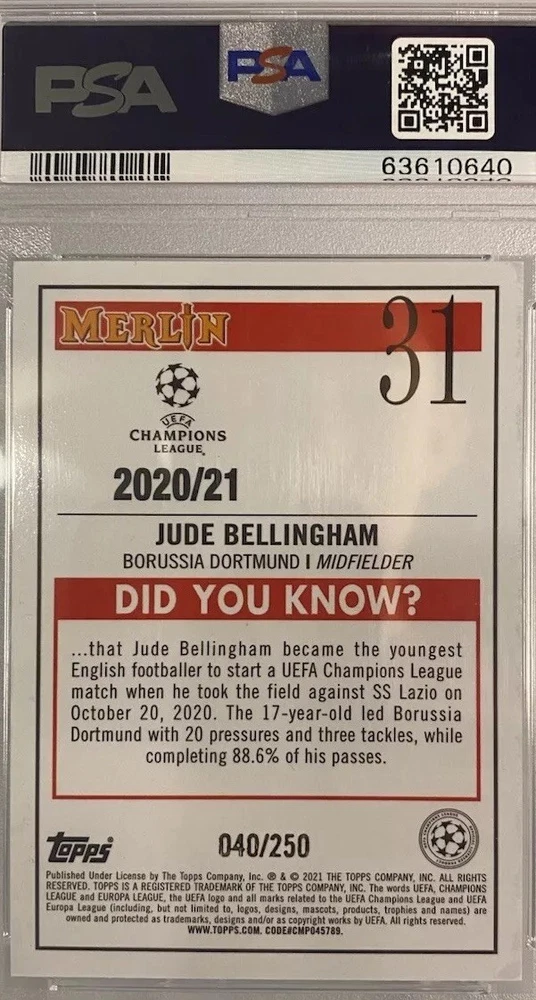 PSA
PSA
63610640
MERLIN
31
UEFA
CHAMPIONS
LEAGUE
2020/21
JUDE BELLINGHAM
BORUSSIA DORTMUND | MIDFIELDER
DID YOU KNOW?
...that Jude Bellingham became the youngest
English footballer to start a UEFA Champions League
match when he took the field against SS Lazio on
October 20, 2020. The 17-year-old led Borussia
Dortmund with 20 pressures and three tackles, while
completing 88.6% of his passes.
Topps
040/250
Published Under License by The Topps Company, Inc. ® & © 2021 THE TOPPS COMPANY, INC. ALL RIGHTS
RESERVED. TOPPS IS A REGISTERED TRADEMARK OF THE TOPPS COMPANY, INC. The words UEFA, CHAMPIONS
LEAGUE and EUROPA LEAGUE, the UEFA logo and all marks related to the UEFA Champions League and UEFA
Europa League (including, but not limited to, logos, designs, mascots, products, trophies and names) are
owned and protected as trademarks, designs and/or as copyright works by UEFA. All rights reserved.
WWW.TOPPS.COM. CODE#CMP045789.